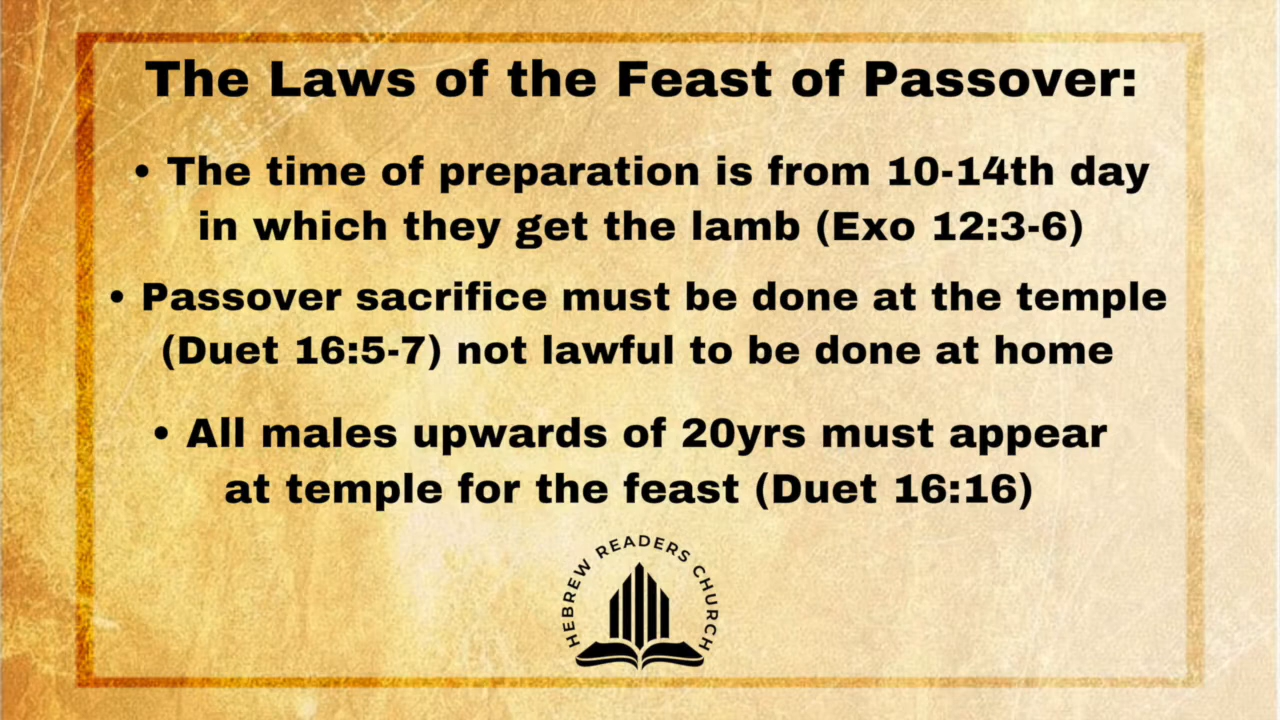 The Laws of the Feast of Passover:
• The time of preparation is from 10-14th day
in which they get the lamb (Exo 12:3-6)
• Passover sacrifice must be done at the temple
(Duet 16:5-7) not lawful to be done at home
• All males upwards of 20yrs must appear
at temple for the feast (Duet 16:16)
HEBREW READERS CHURCH